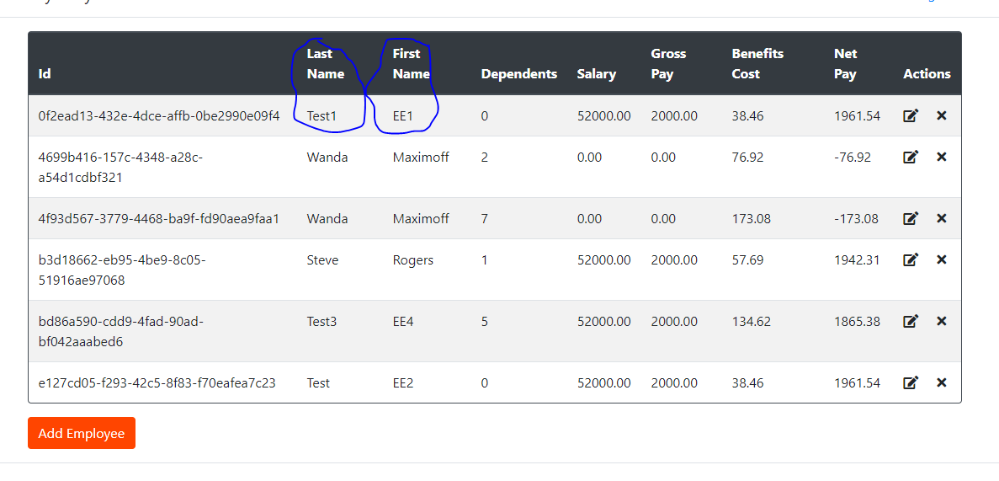 Last First Gross Benefits Net
Id Name Name Dependents Salary Pay Cost Pay Actions
0f2ead13-432e-4dce-affb-0be2990e09f4 Test1 EE1 0 52000.00 2000.00 38.46 1961.54
4699b416-157c-4348-a28c- Wanda Maximoff 2 0.00 0.00 76.92 -76.92
a54d1cdbf321
4f93d567-3779-4468-ba9f-fd90aea9faa1 Wanda Maximoff 7 0.00 0.00 173.08 -173.08
b3d18662-eb95-4be9-8c05- Steve Rogers 1 52000.00 2000.00 57.69 1942.31
51916ae97068
bd86a590-cdd9-4fad-90ad- Test3 EE4 5 52000.00 2000.00 134.62 1865.38
bf042aaabed6
e127cd05-f293-42c5-8f83-f70eafea7c23 Test EE2 0 52000.00 2000.00 38.46 1961.54
Add Employee